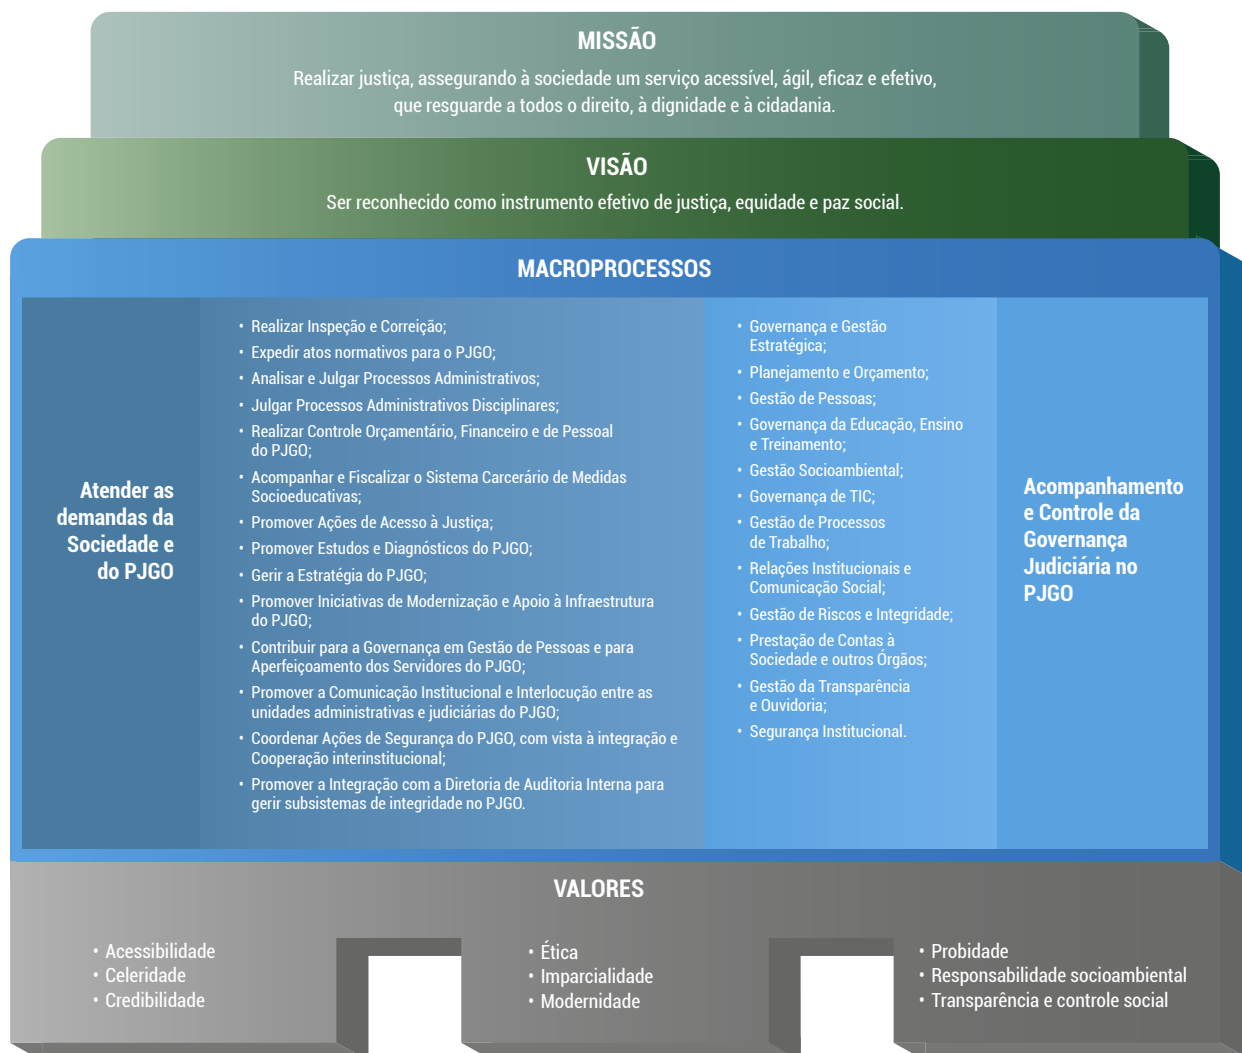 MISSÃO
Realizar justiça, assegurando à sociedade um serviço acessível, ágil, eficaz e efetivo,
que resguarde a todos o direito, à dignidade e à cidadania.
VISÃO
Ser reconhecido como instrumento efetivo de justiça, equidade e paz social.
MACROPROCESSOS
Atender as
demandas da
Sociedade e
do PJGO
• Realizar Inspeção e Correição;
• Expedir atos normativos para o PJGO;
• Analisar e Julgar Processos Administrativos;
• Julgar Processos Administrativos Disciplinares;
• Realizar Controle Orçamentário, Financeiro e de Pessoal
do PJGO;
• Acompanhar e Fiscalizar o Sistema Carcerário de Medidas
Socioeducativas;
• Promover Ações de Acesso à Justiça;
• Promover Estudos e Diagnósticos do PJGO;
• Gerir a Estratégia do PJGO;
• Promover Iniciativas de Modernização e Apoio à Infraestrutura
do PJGO;
• Contribuir para a Governança em Gestão de Pessoas e para
Aperfeiçoamento dos Servidores do PJGO;
• Promover a Comunicação Institucional e Interlocução entre as
unidades administrativas e judiciárias do PJGO;
• Coordenar Ações de Segurança do PJGO, com vista à integração e
Cooperação interinstitucional;
• Promover a Integração com a Diretoria de Auditoria Interna para
gerir subsistemas de integridade no PJGO.
• Governança e Gestão
Estratégica;
• Planejamento e Orçamento;
• Gestão de Pessoas;
• Governança da Educação, Ensino
e Treinamento;
• Gestão Socioambiental;
• Governança de TIC;
• Gestão de Processos
de Trabalho;
• Relações Institucionais e
Comunicação Social;
• Gestão de Riscos e Integridade;
• Prestação de Contas à
Sociedade e outros Órgãos;
• Gestão da Transparência
e Ouvidoria;
• Segurança Institucional.
Acompanhamento
e Controle da
Governança
Judiciária no
PJGO
VALORES
• Acessibilidade
• Celeridade
• Credibilidade
• Ética
• Imparcialidade
• Modernidade
• Probidade
• Responsabilidade socioambiental
• Transparência e controle social